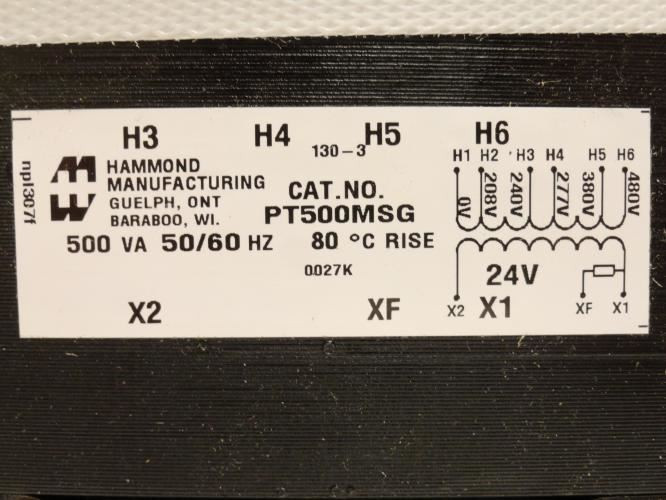 H3 H4 H5 H6
130-3
npl307f
HAMMOND
MANUFACTURING
GUELPH, ONT
BARABOO, WI.
CAT.NO.
PT500MSG
500 VA 50/60 HZ 80 °C RISE
0027K
X2 XF X1
H1 H2 H3 H4 H5 H6
0V 208V 240V 277V 380V 480V
24V
X2 XF X1